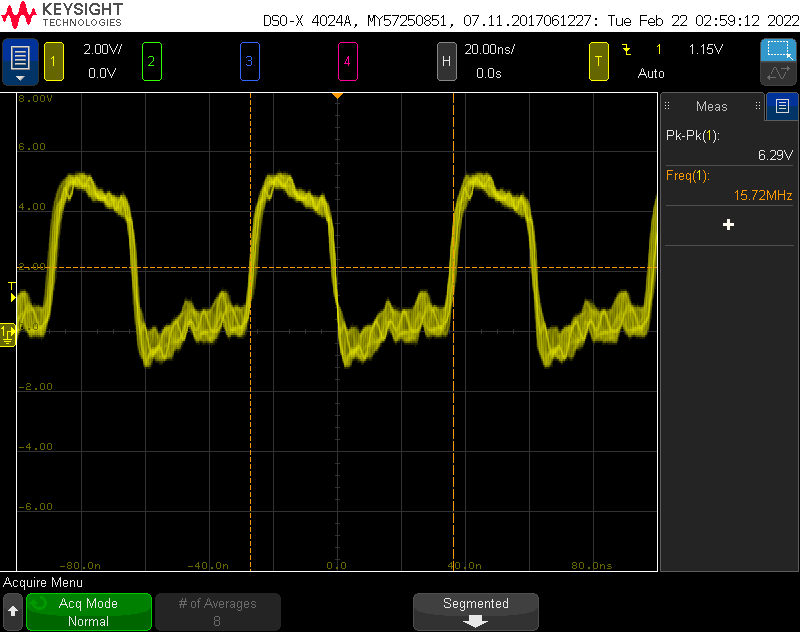 KEYSIGHT
TECHNOLOGIES
DSO-X 4024A, MY57250851, 07.11.2017061227: Tue Feb 22 02:59:12 2022
1 2.00V/ 2 3 4 H 20.00ns/ T 1 1.15V
0.0V 0.0s Auto
8.00V
6.00
4.00
2.00
0.0
-2.00
-4.00
-6.00
T
1
-80.0n -40.0n 0.0 40.0n 80.0ns
Meas
Pk-Pk(1):
6.29V
Freq(1):
15.72MHz
Acquire Menu
Acq Mode
Normal
# of Averages
8
Segmented